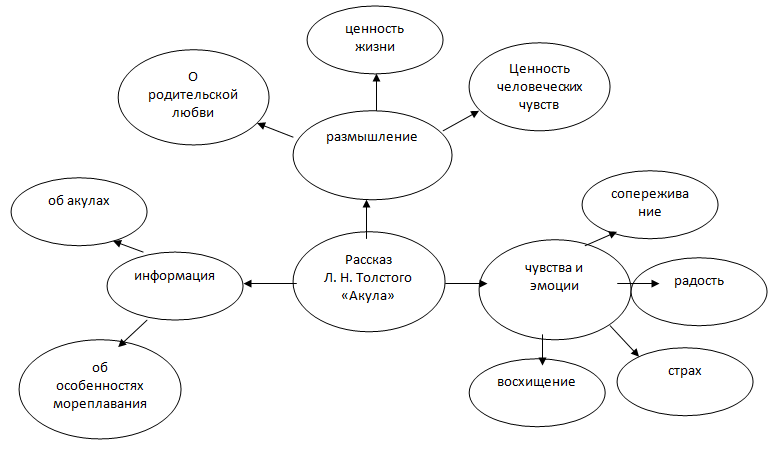 ценность
жизни
О
родительской
любви
Ценность
человеческих
чувств
размышление
об акулах
сопережива
ние
информация
Рассказ
Л. Н. Толстого
«Акула»
чувства и
эмоции
радость
об
особенностях
мореплавания
восхищение
страх